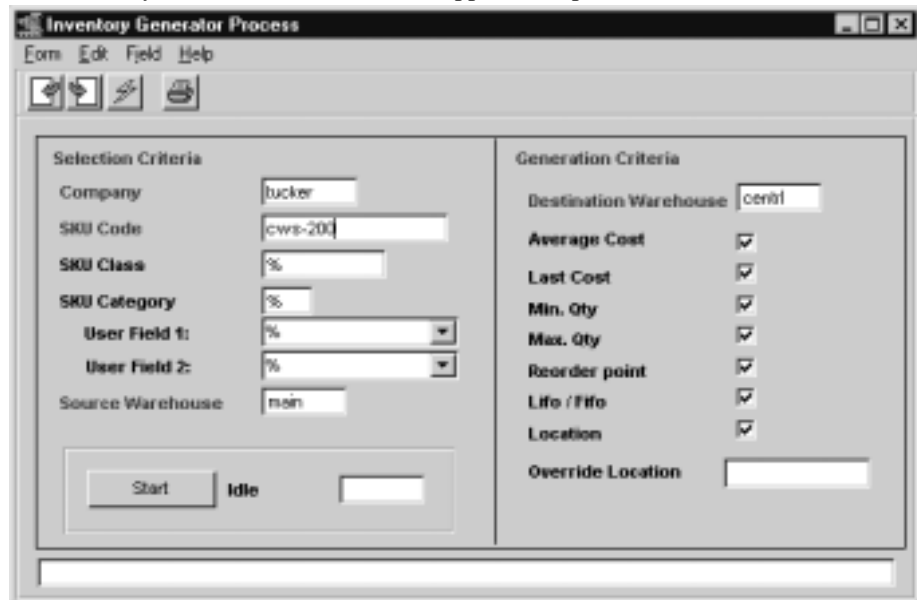 Inventory Generator Process
Form Edit Field Help
Selection Criteria
Company tucker
SKU Code cws-200
SKU Class %
SKU Category %
User Field 1: %
User Field 2: %
Source Warehouse main
Start Idle
Generation Criteria
Destination Warehouse centrl
Average Cost
Last Cost
Min. Qty
Max. Qty
Reorder point
Lifo / Fifo
Location
Override Location